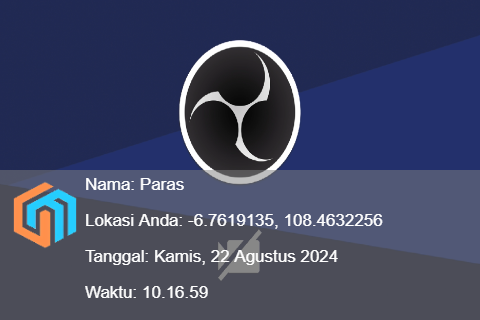 Nama: Paras
Lokasi Anda: -6.7619135, 108.4632256
Tanggal: Kamis, 22 Agustus 2024
Waktu: 10.16.59